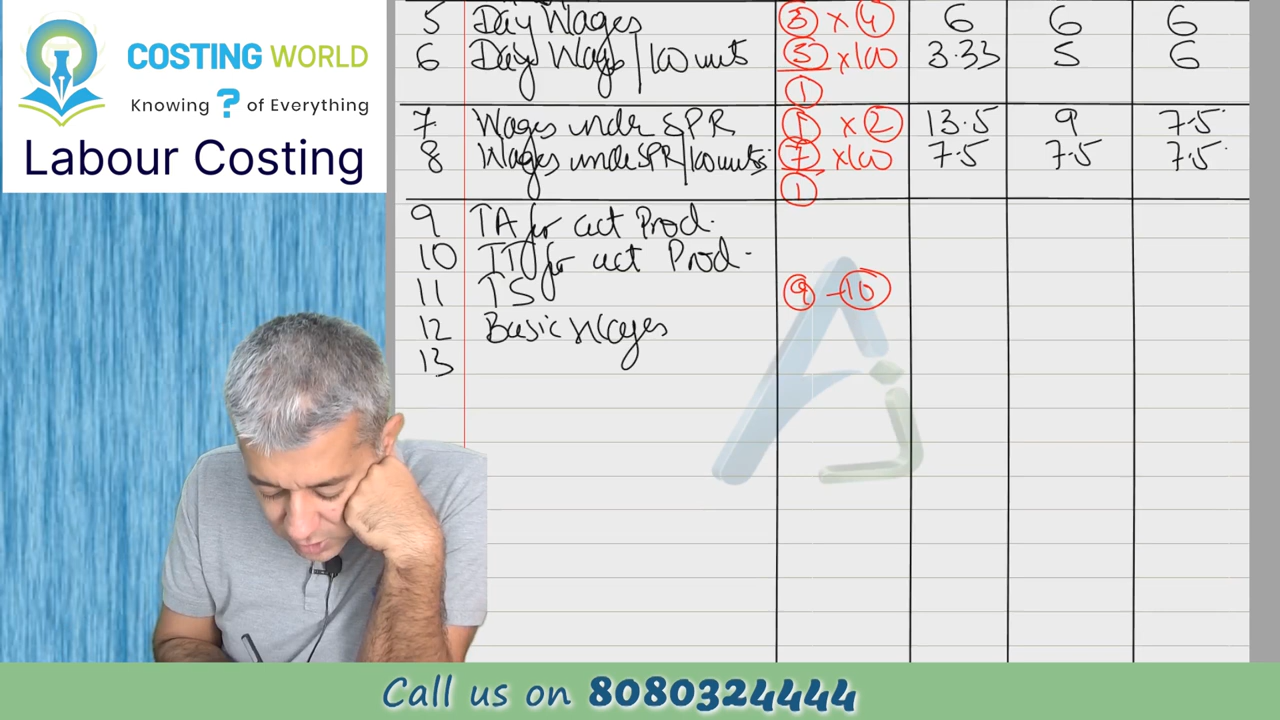 COSTING WORLD
Knowing ? of Everything
Labour Costing
5 Day Wages ③ × ④ 6 6 6
6 Day Wages / 100 units ⑤ × 100 3.33 5 6
①
7 Wages under SPR ① × ② 13.5 9 7.5
8 Wages under SPR / 100 units ⑦ × 100 7.5 7.5 7.5
①
9 TA for act Prod.
10 TT for act Prod.
11 TS ⑨ - ⑩
12 Basic Wages
13
Call us on 8080324444